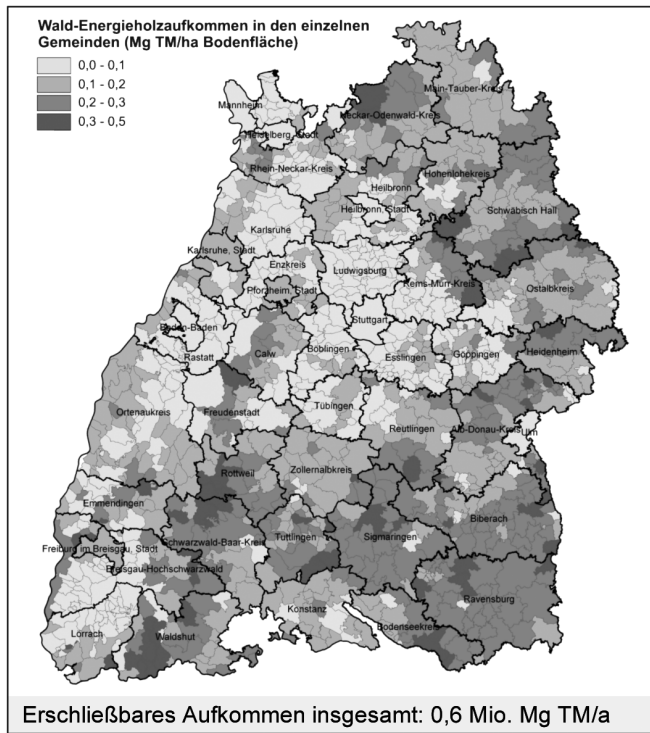 Wald-Energieholzaufkommen in den einzelnen
Gemeinden (Mg TM/ha Bodenfläche)
0,0 - 0,1
0,1 - 0,2
0,2 - 0,3
0,3 - 0,5
Main-Tauber-Kreis
Mannheim
Neckar-Odenwald-Kreis
Heidelberg, Stadt
Rhein-Neckar-Kreis
Hohenlohekreis
Heilbronn
Heilbronn, Stadt
Schwäbisch Hall
Karlsruhe
Karlsruhe, Stadt
Enzkreis
Ludwigsburg
Pforzheim, Stadt
Rems-Murr-Kreis
Ostalbkreis
Baden-Baden
Stuttgart
Rastatt
Calw
Böblingen
Esslingen
Göppingen
Heidenheim
Ortenaukreis
Freudenstadt
Tübingen
Reutlingen
Alb-Donau-Kreis
Ulm
Rottweil
Zollernalbkreis
Emmendingen
Biberach
Schwarzwald-Baar-Kreis
Tuttlingen
Sigmaringen
Freiburg im Breisgau, Stadt
Breisgau-Hochschwarzwald
Ravensburg
Konstanz
Bodenseekreis
Lörrach
Waldshut
Erschließbares Aufkommen insgesamt: 0,6 Mio. Mg TM/a